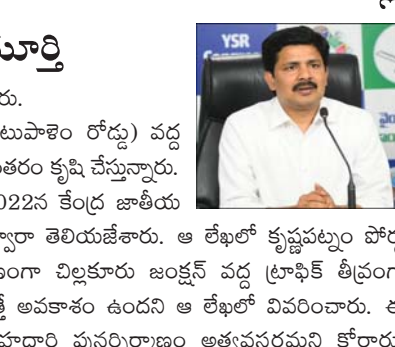 మూర్తి
YSR
రు.
టుపాళెం రోడ్డు) వద్ద
తరం కృషి చేస్తున్నారు.
022న కేంద్ర జాతీయ
ద్వారా తెలియజేశారు. ఆ లేఖలో కృష్ణపట్నం పోర్టు
ణంగా చిల్లకూరు జంక్షన్ వద్ద ట్రాఫిక్ తీవ్రంగా
త్తే అవకాశం ఉందని ఆ లేఖలో వివరించారు. ఈ
హదారి పునర్నిర్మాణం అత్యవసరమని కోరారు